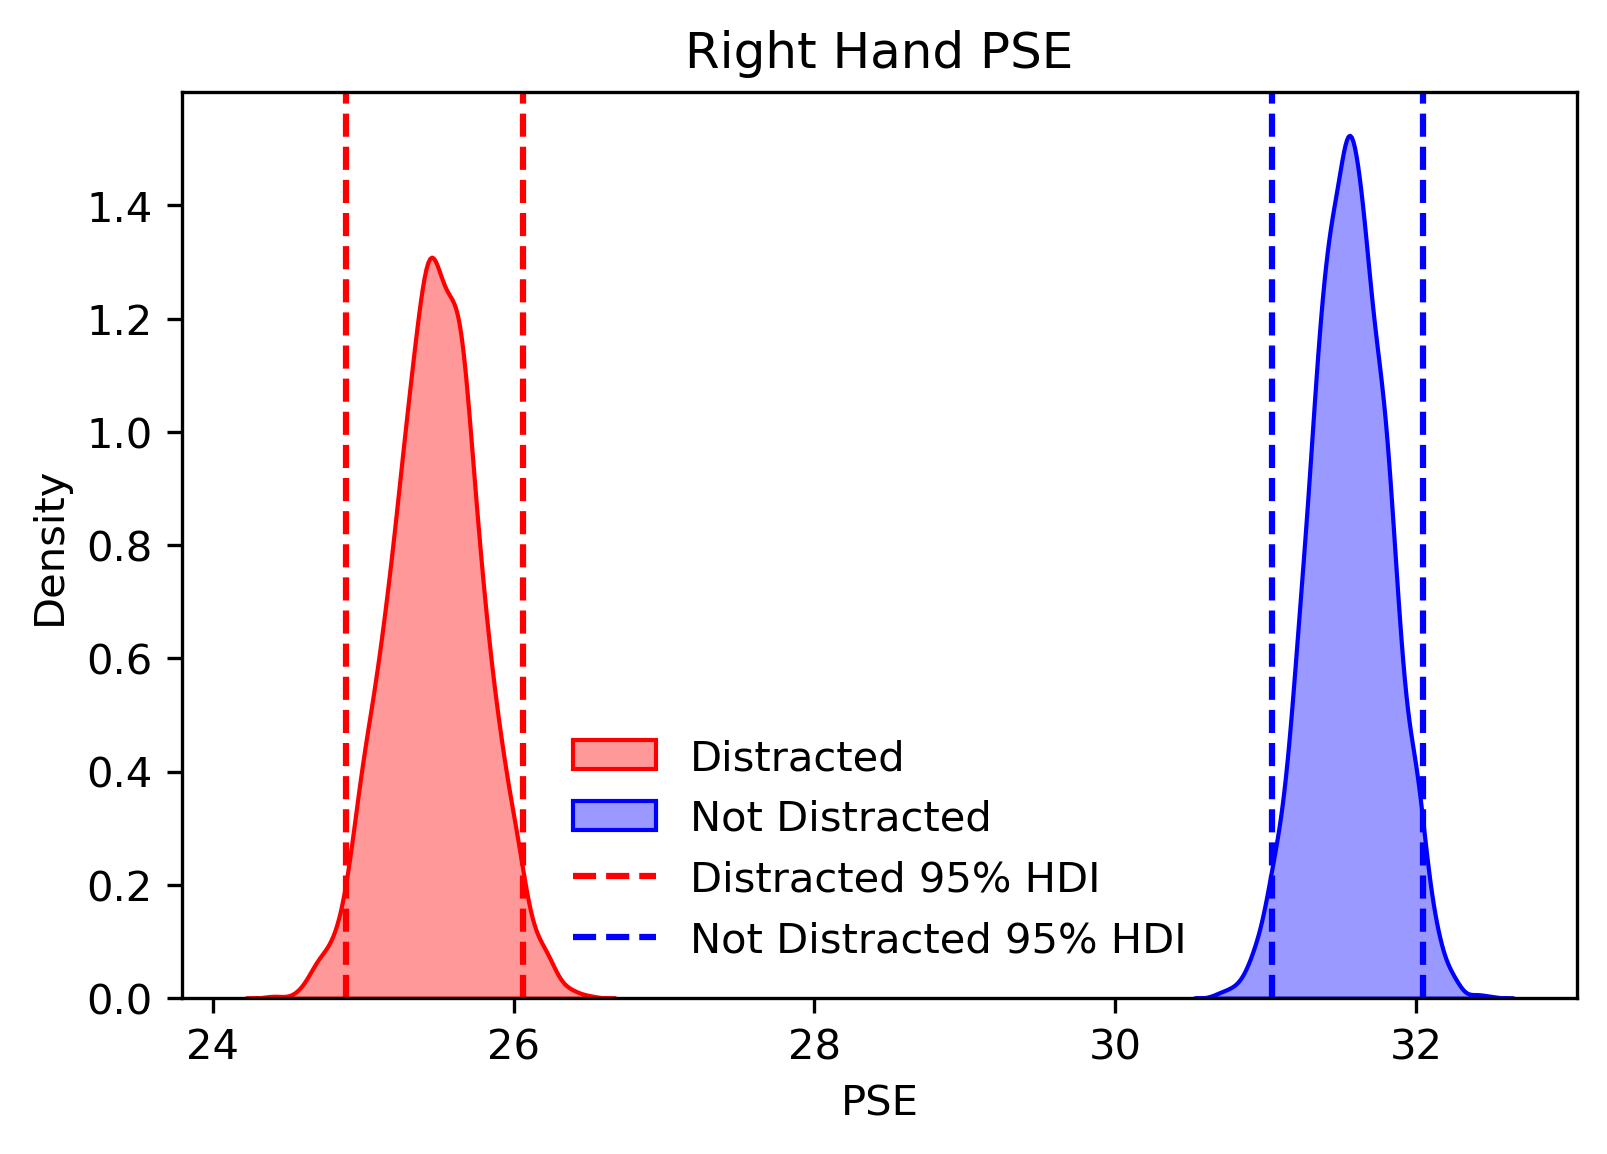 Right Hand PSE
Density
1.4
1.2
1.0
0.8
0.6
0.4
0.2
0.0
Distracted
Not Distracted
Distracted 95% HDI
Not Distracted 95% HDI
24 26 28 30 32
PSE